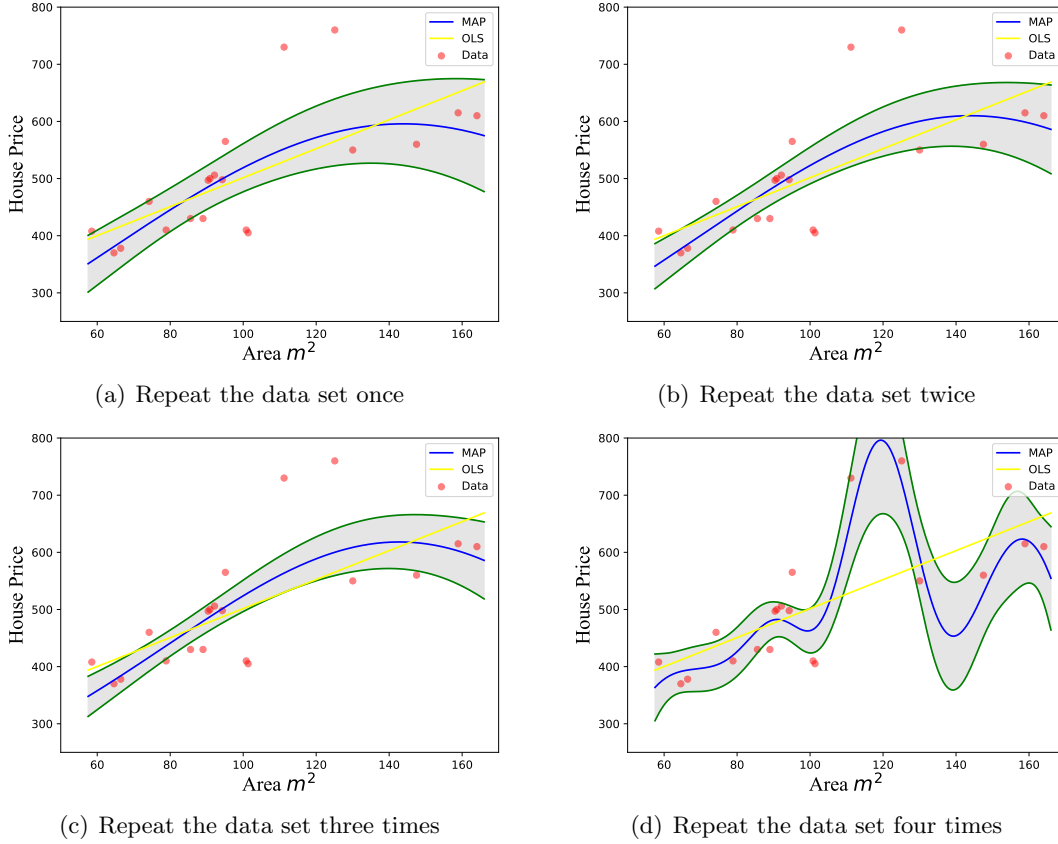 800
700
600
500
400
300
60 80 100 120 140 160
House Price
Area m²
MAP
OLS
Data
(a) Repeat the data set once
800
700
600
500
400
300
60 80 100 120 140 160
House Price
Area m²
MAP
OLS
Data
(b) Repeat the data set twice
800
700
600
500
400
300
60 80 100 120 140 160
House Price
Area m²
MAP
OLS
Data
(c) Repeat the data set three times
800
700
600
500
400
300
60 80 100 120 140 160
House Price
Area m²
MAP
OLS
Data
(d) Repeat the data set four times